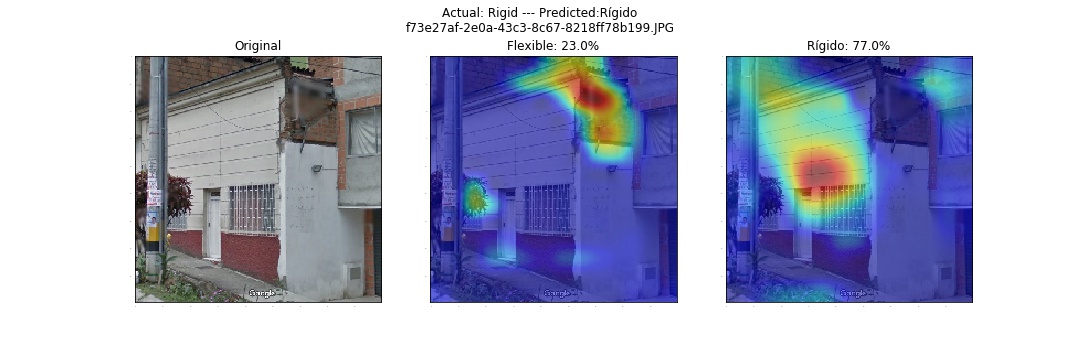 Actual: Rigid --- Predicted:Rígido
f73e27af-2e0a-43c3-8c67-8218ff78b199.JPG
Original
Flexible: 23.0%
Rígido: 77.0%
Google
Google
Google